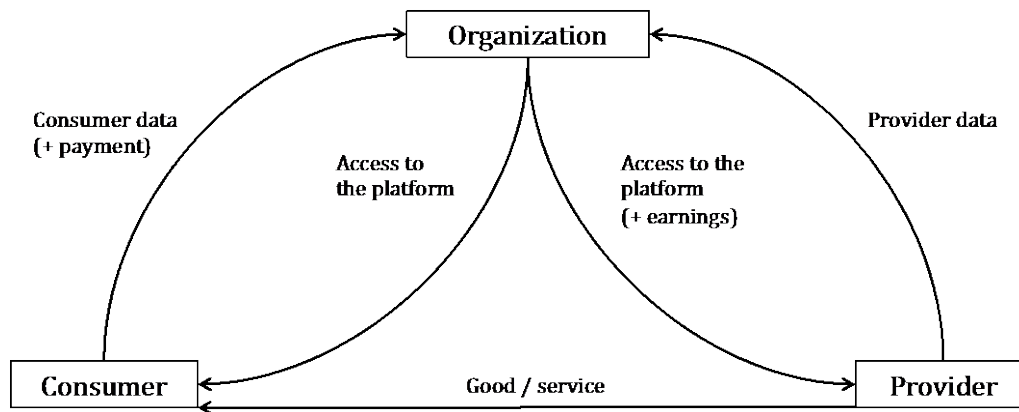 Organization
Consumer data
(+ payment)
Provider data
Access to
the platform
Access to the
platform
(+ earnings)
Consumer
Good / service
Provider